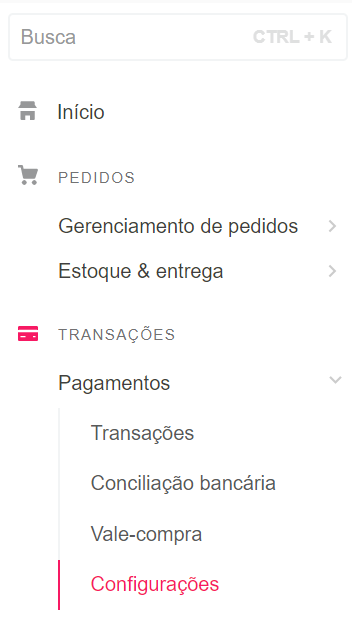 Busca CTRL + K
Início
PEDIDOS
Gerenciamento de pedidos
Estoque & entrega
TRANSAÇÕES
Pagamentos
Transações
Conciliação bancária
Vale-compra
Configurações